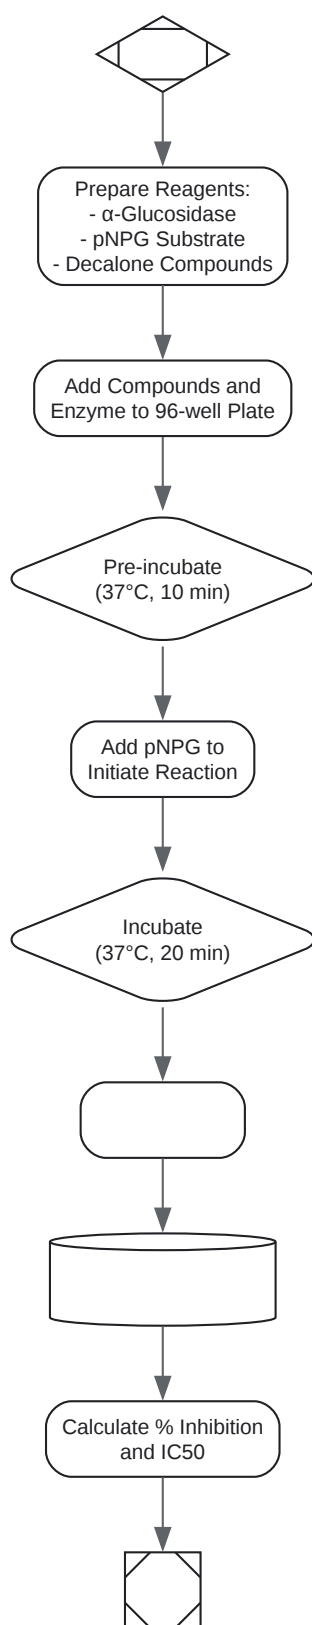 Prepare Reagents:
- α-Glucosidase
- pNPG Substrate
- Decalone Compounds
Add Compounds and
Enzyme to 96-well Plate
Pre-incubate
(37°C, 10 min)
Add pNPG to
Initiate Reaction
Incubate
(37°C, 20 min)
Calculate % Inhibition
and IC50